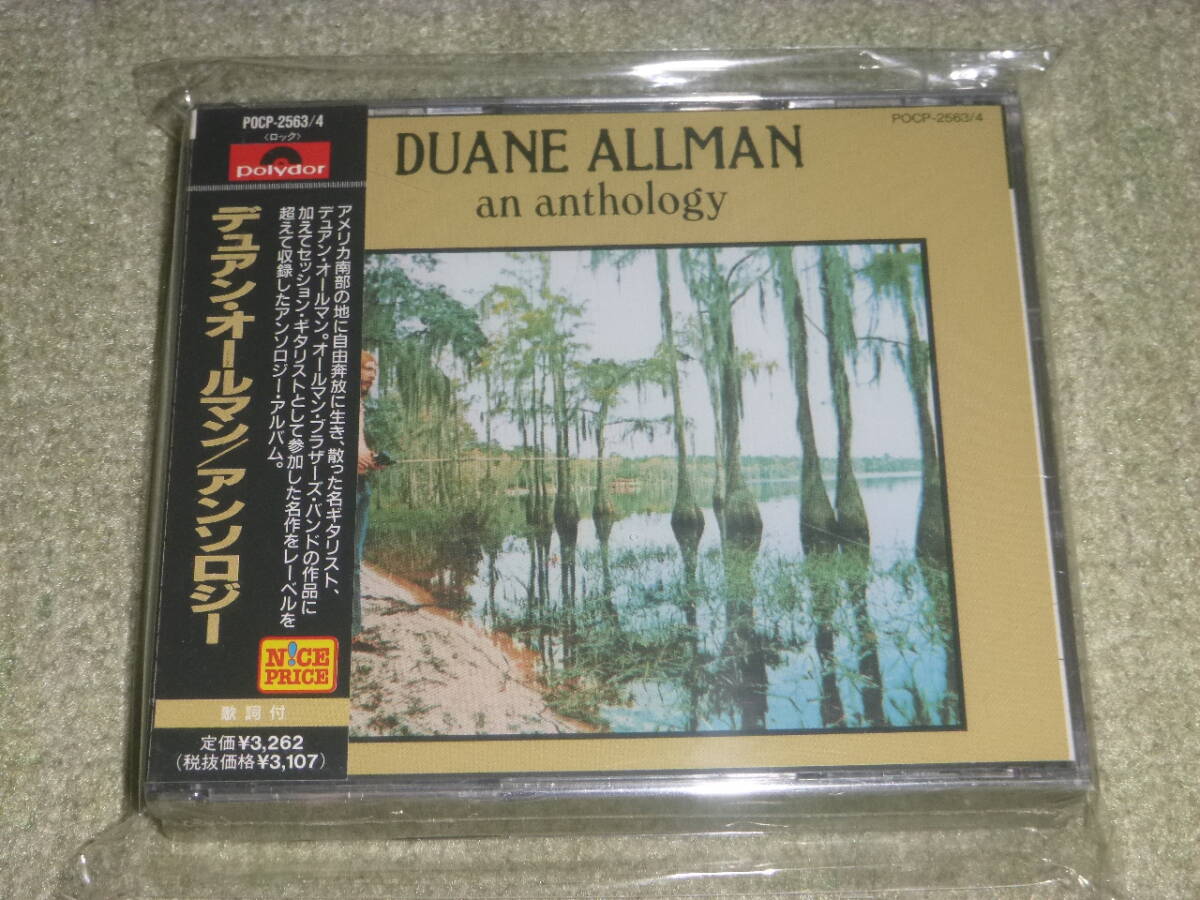 POCP-2563/4
〈ロック〉
polydor
デュアン・オールマン/アンソロジー
アメリカ南部の地に自由奔放に生き、散った名ギタリスト、
デュアン・オールマン。オールマン・ブラザーズ・バンドの作品に
加えてセッション・ギタリストとして参加した名作をレーベルを
超えて収録したアンソロジー・アルバム。
N!CE
PRICE
歌詞付
定価¥3,262
(税抜価格¥3,107)
POCP-2563/4
DUANE ALLMAN
an anthology